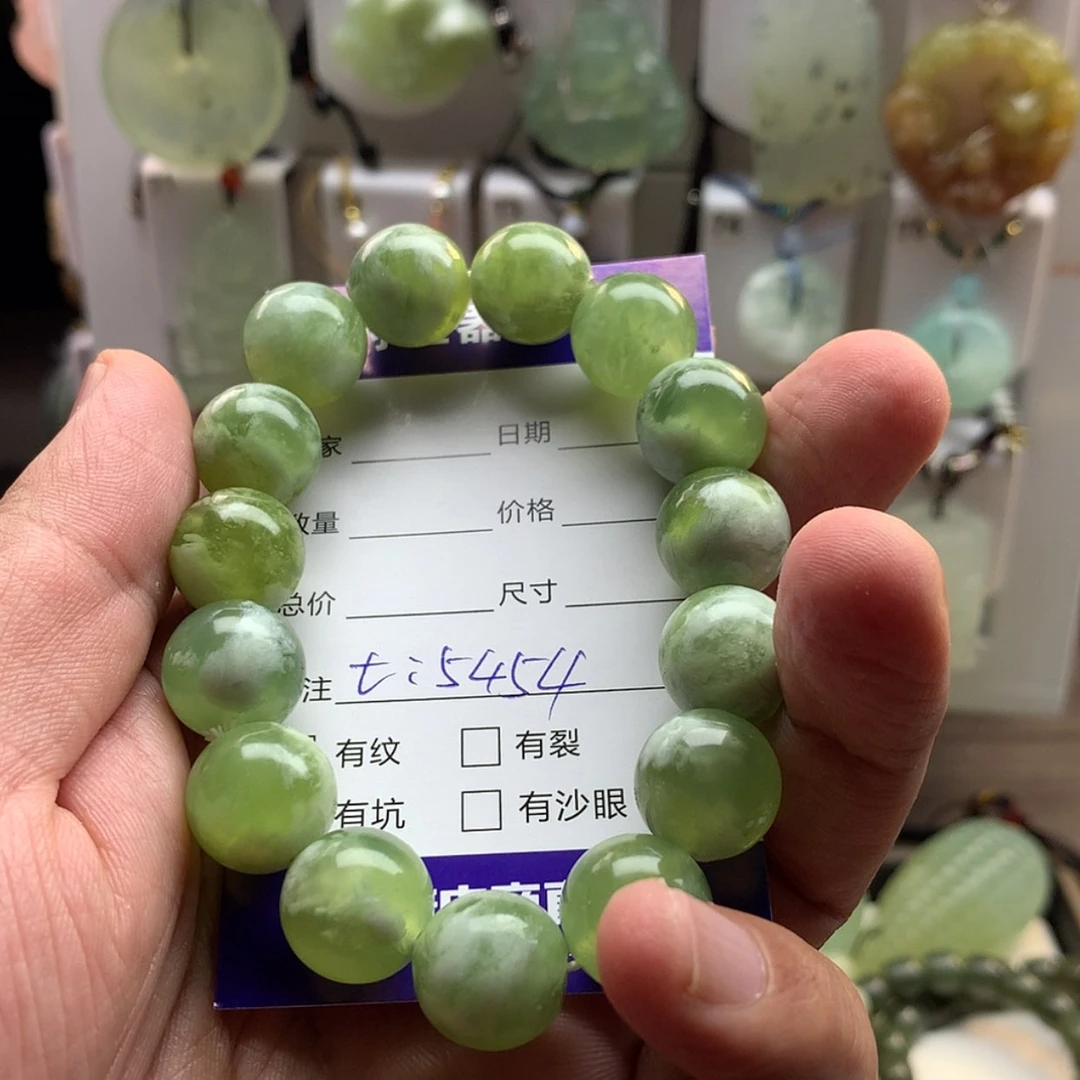 家 日期
数量 价格
总价 尺寸
注 t:5454
有纹 有裂
有坑 有沙眼